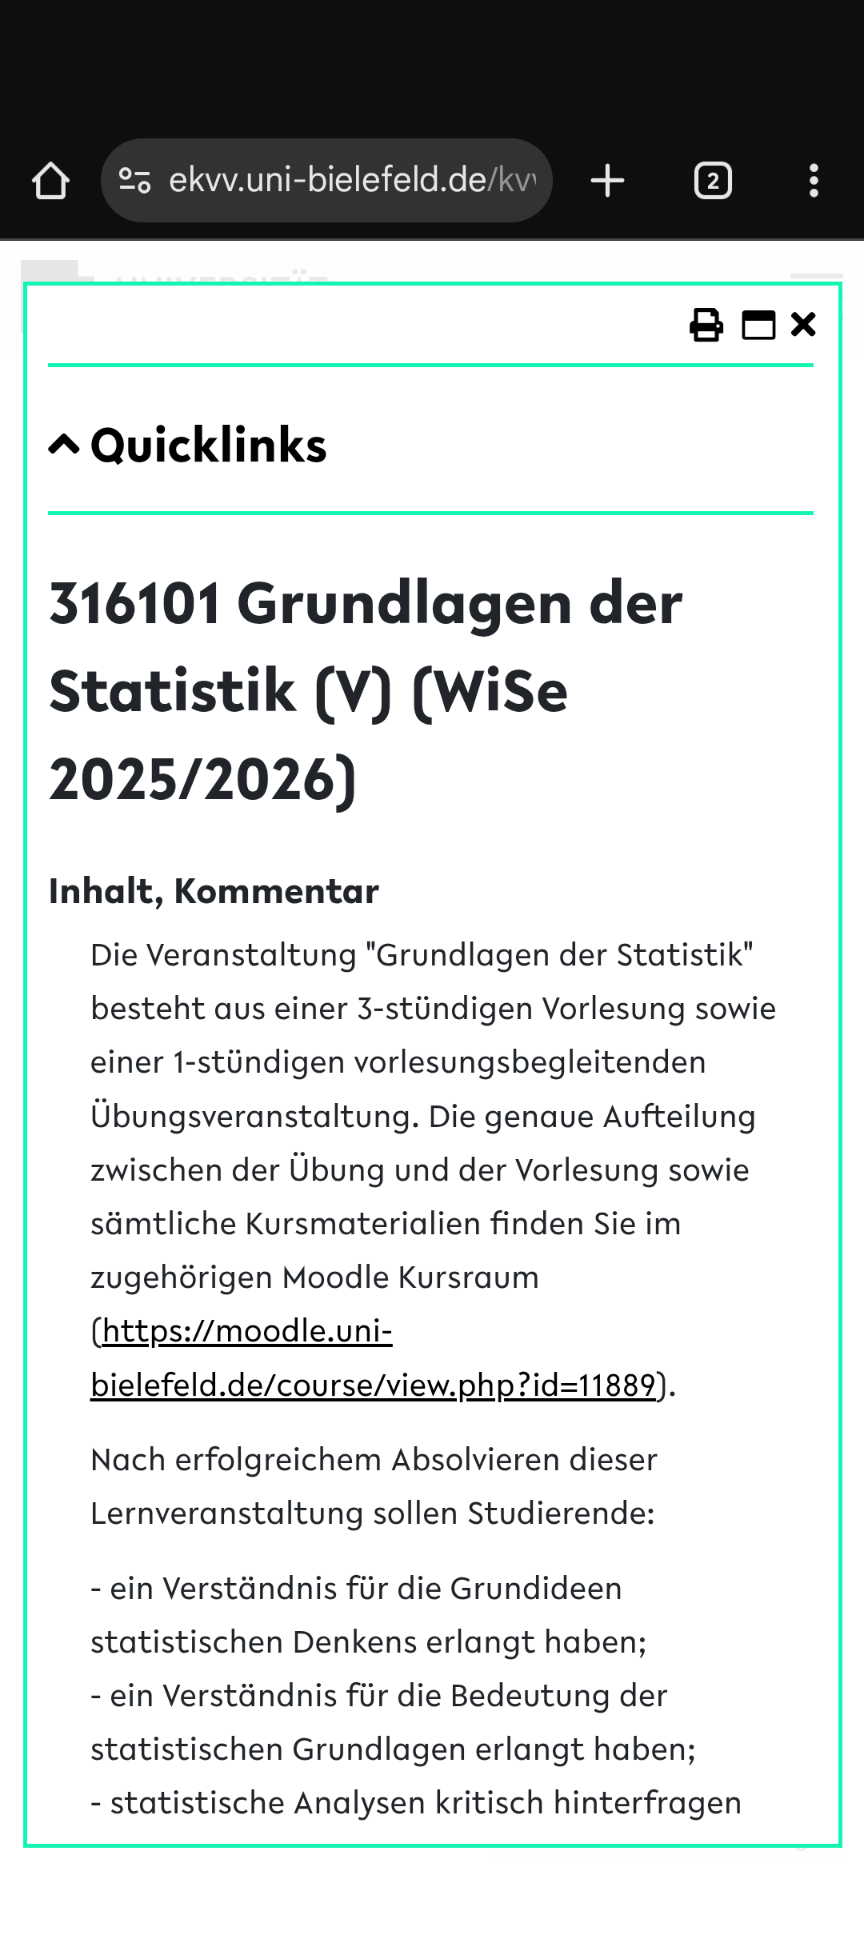 ekvv.uni-bielefeld.de/kv
2
UNIVERSITÄT
Quicklinks
316101 Grundlagen der
Statistik (V) (WiSe
2025/2026)
Inhalt, Kommentar
Die Veranstaltung "Grundlagen der Statistik"
besteht aus einer 3-stündigen Vorlesung sowie
einer 1-stündigen vorlesungsbegleitenden
Übungsveranstaltung. Die genaue Aufteilung
zwischen der Übung und der Vorlesung sowie
sämtliche Kursmaterialien finden Sie im
zugehörigen Moodle Kursraum
(https://moodle.uni-
bielefeld.de/course/view.php?id=11889).
Nach erfolgreichem Absolvieren dieser
Lernveranstaltung sollen Studierende:
- ein Verständnis für die Grundideen
statistischen Denkens erlangt haben;
- ein Verständnis für die Bedeutung der
statistischen Grundlagen erlangt haben;
- statistische Analysen kritisch hinterfragen